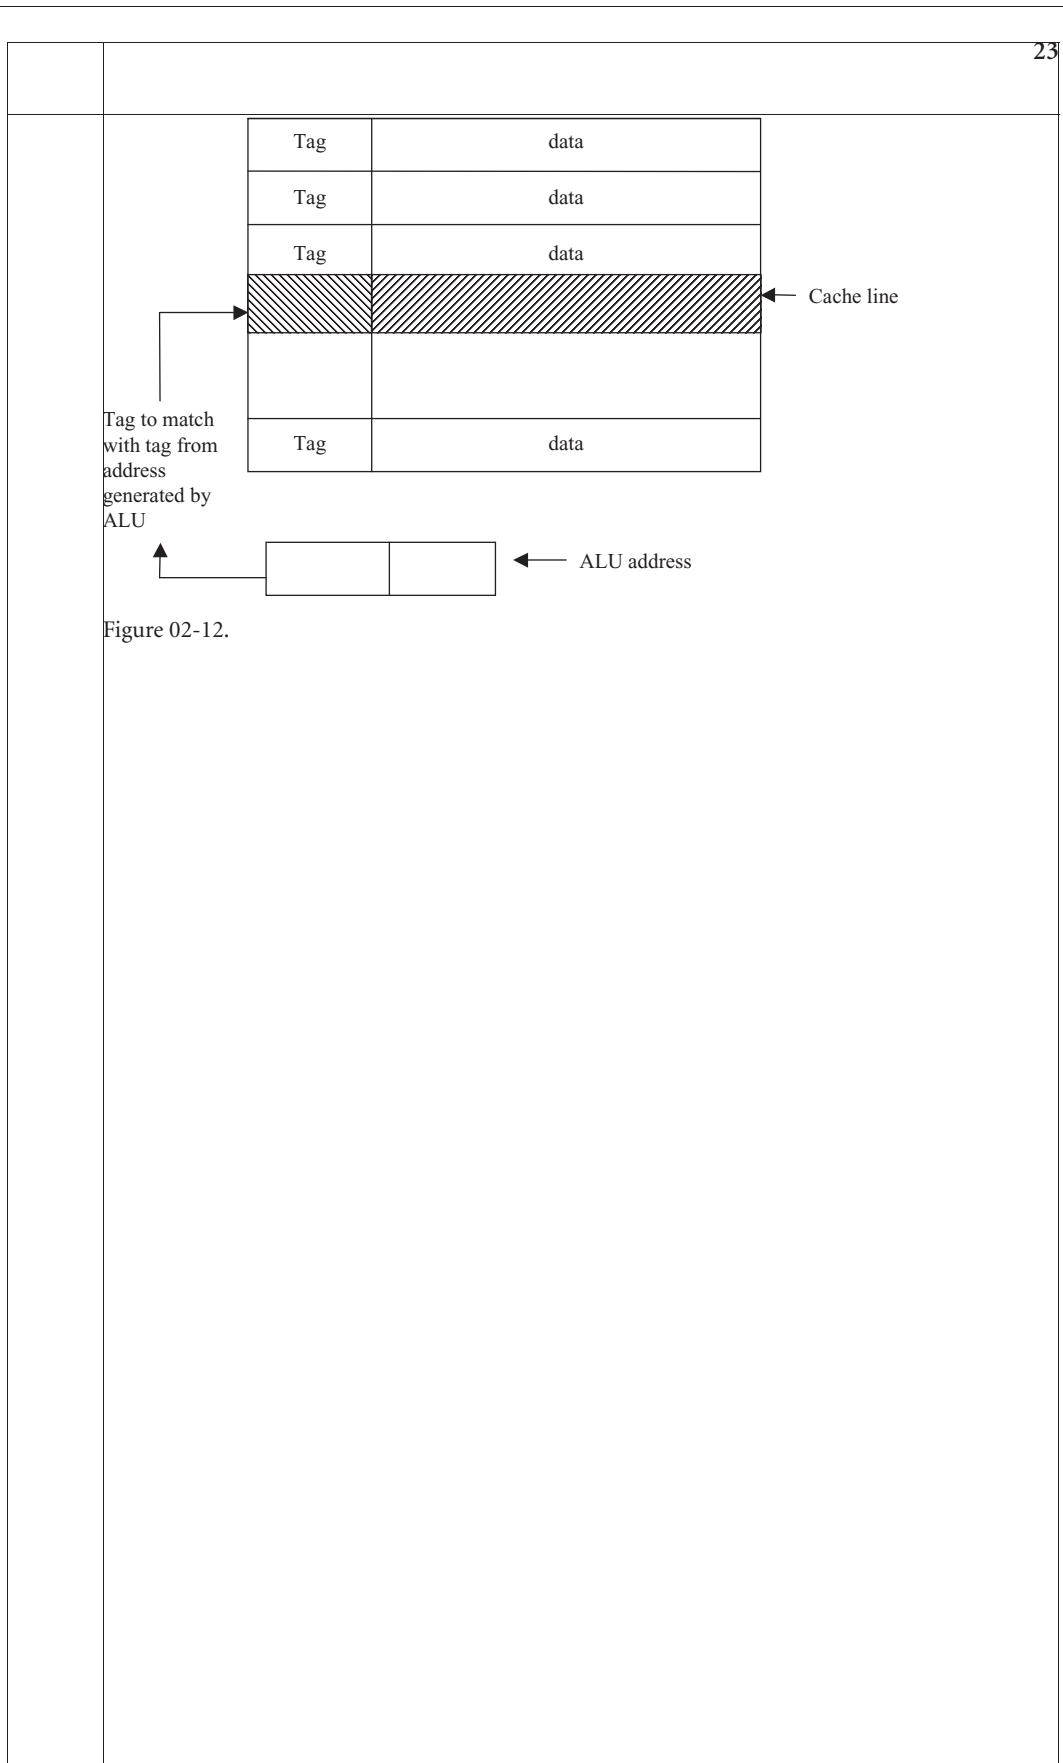 23
Tag data
Tag data
Tag data
Cache line
Tag to match
with tag from
address
generated by
ALU
Tag data
ALU address
Figure 02-12.